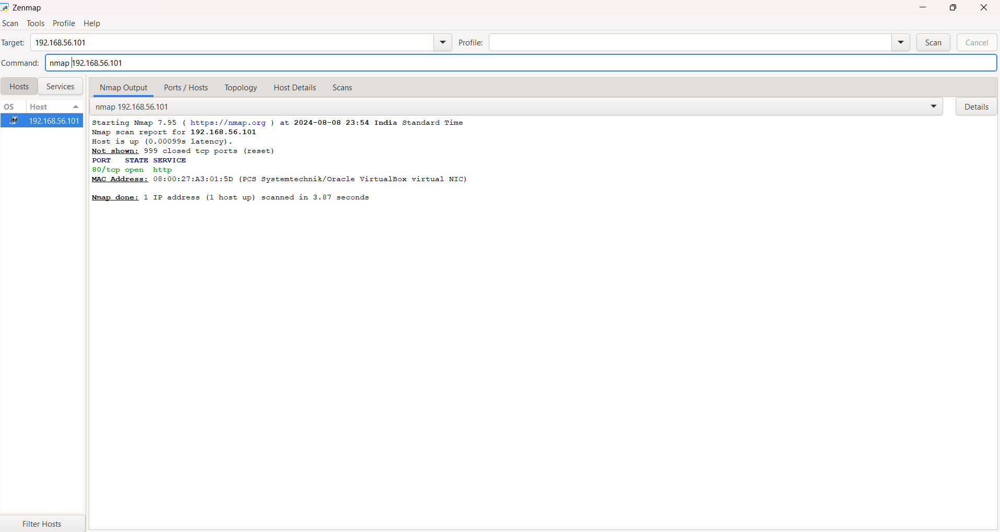 Zenmap
Scan Tools Profile Help
Target: 192.168.56.101 Profile: Scan Cancel
Command: nmap 192.168.56.101
Hosts Services Nmap Output Ports / Hosts Topology Host Details Scans
OS Host nmap 192.168.56.101 Details
192.168.56.101
Starting Nmap 7.95 ( https://nmap.org ) at 2024-08-08 23:54 India Standard Time
Nmap scan report for 192.168.56.101
Host is up (0.00099s latency).
Not shown: 999 closed tcp ports (reset)
PORT STATE SERVICE
80/tcp open http
MAC Address: 08:00:27:A3:01:5D (PCS Systemtechnik/Oracle VirtualBox virtual NIC)
Nmap done: 1 IP address (1 host up) scanned in 3.87 seconds
Filter Hosts